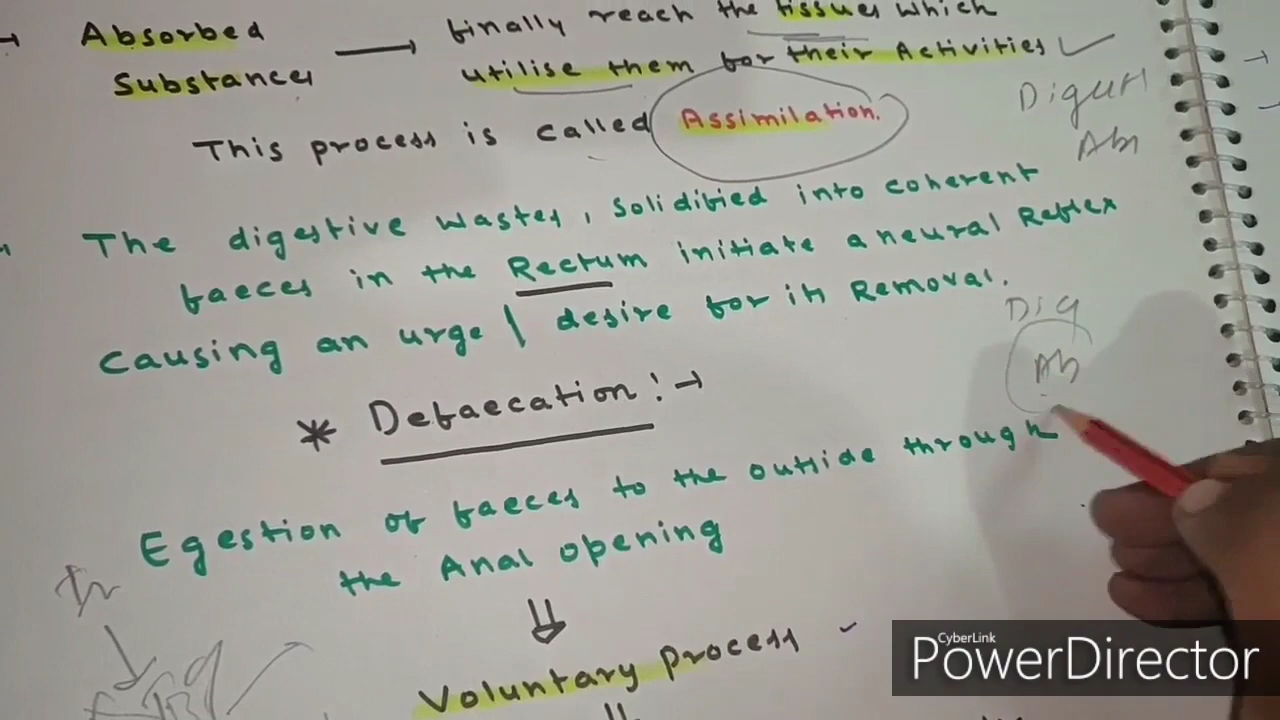 → Absorbed → finally reach the tissues which
Substances utilise them for their Activities ✓
This process is called Assimilation.
Digest
Ab
The digestive wastes, solidified into coherent
faeces in the Rectum initiate a neural Reflex
causing an urge / desire for its Removal.
Dig
Ab
* Defaecation : →
Egestion of faeces to the outside through
the Anal opening
⇓
Voluntary process
CyberLink
PowerDirector